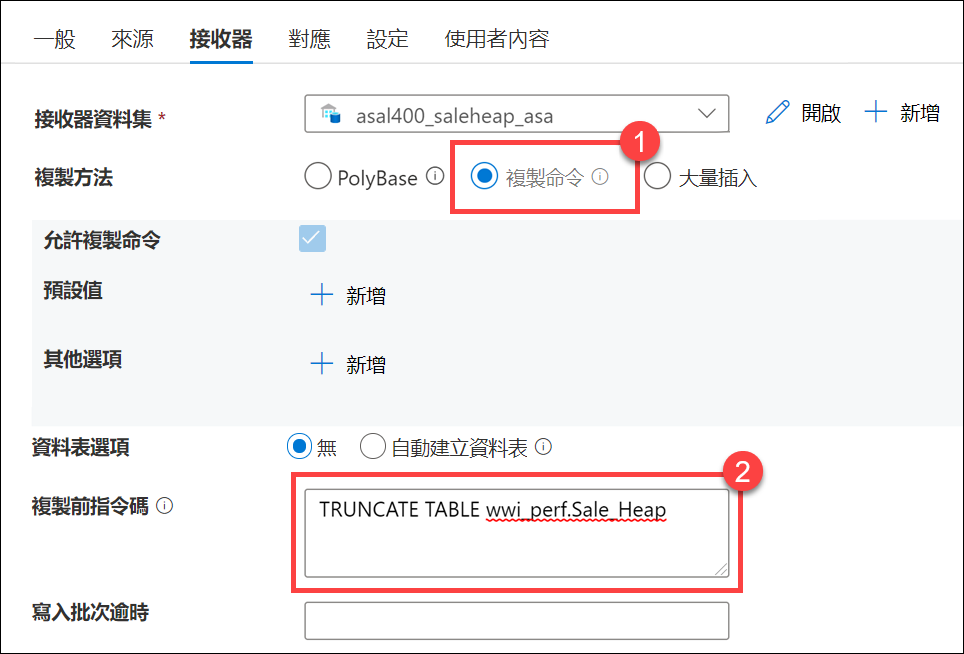 一般 來源 接收器 對應 設定 使用者內容
接收器資料集 * asal400_saleheap_asa 開啟 新增
1
複製方法 PolyBase 複製命令 大量插入
允許複製命令
預設值 新增
其他選項 新增
資料表選項 無 自動建立資料表
2
複製前指令碼 TRUNCATE TABLE wwi_perf.Sale_Heap
寫入批次逾時